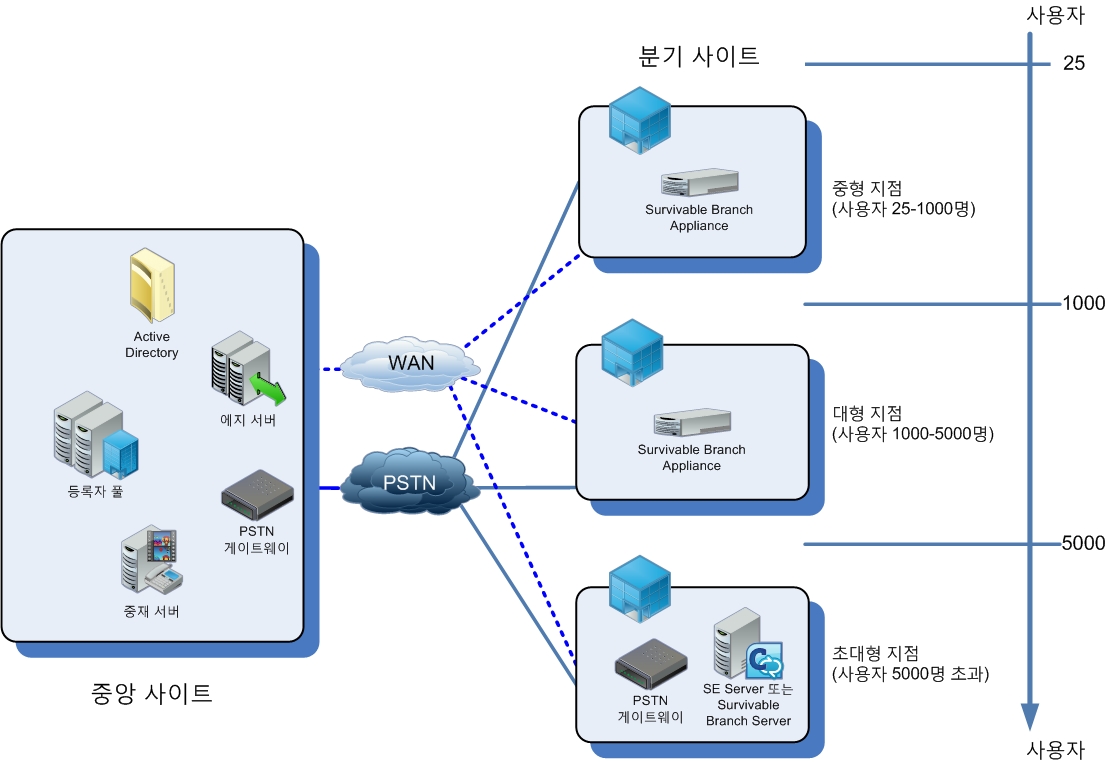 사용자
분기 사이트
25
Survivable Branch
Appliance
중형 지점
(사용자 25-1000명)
1000
Active
Directory
에지 서버
등록자 풀
PSTN
게이트웨이
중재 서버
중앙 사이트
WAN
PSTN
Survivable Branch
Appliance
대형 지점
(사용자 1000-5000명)
5000
PSTN
게이트웨이
SE Server 또는
Survivable
Branch Server
초대형 지점
(사용자 5000명 초과)
사용자